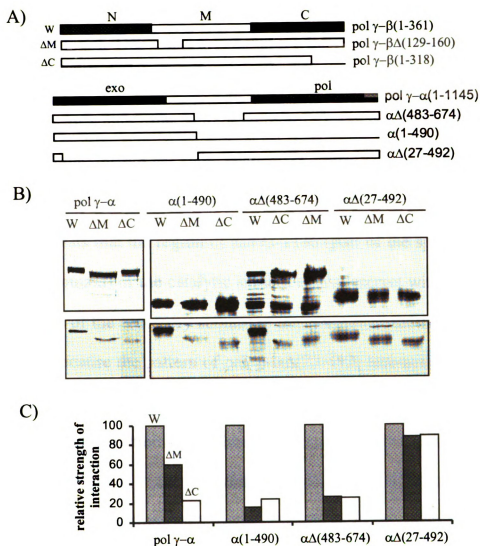 A)
N M C
W pol γ-β(1-361)
ΔM pol γ-βΔ(129-160)
ΔC pol γ-β(1-318)
exo pol
pol γ-α(1-1145)
αΔ(483-674)
α(1-490)
αΔ(27-492)
B)
pol γ-α α(1-490) αΔ(483-674) αΔ(27-492)
W ΔM ΔC W ΔM ΔC W ΔC ΔM W ΔM ΔC
C)
relative strength of interaction
100
80
60
40
20
0
W
ΔM
ΔC
pol γ-α α(1-490) αΔ(483-674) αΔ(27-492)